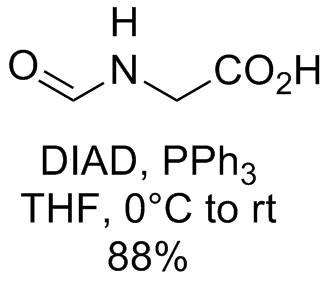 H
O N CO₂H
DIAD, PPh₃
THF, 0°C to rt
88%